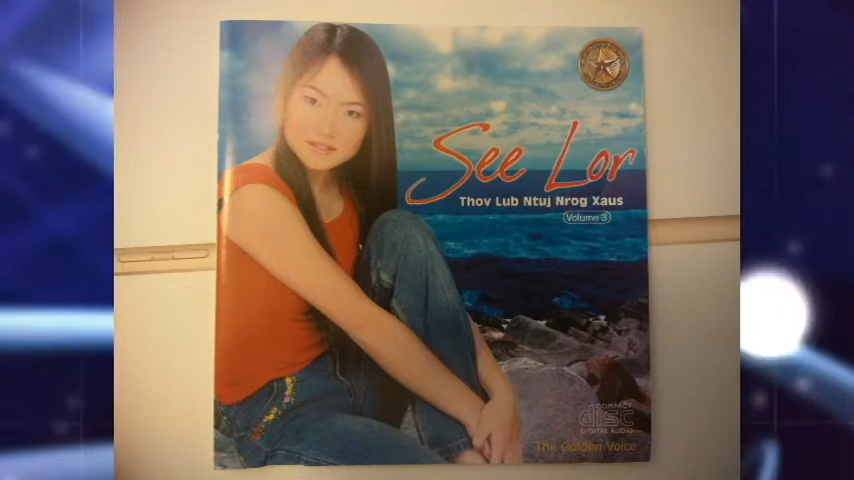 See Lor
Thov Lub Ntuj Nrog Xaus
Volume 3
COMPACT
disc
DIGITAL AUDIO
The Golden Voice